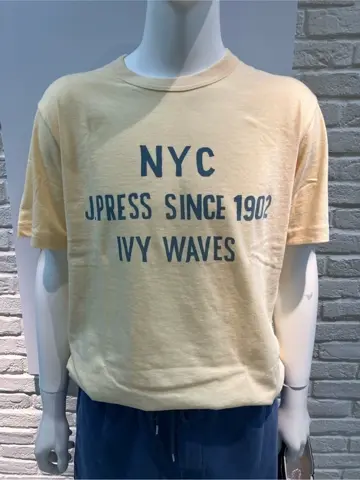 NYC
J.PRESS SINCE 1902
IVY WAVES